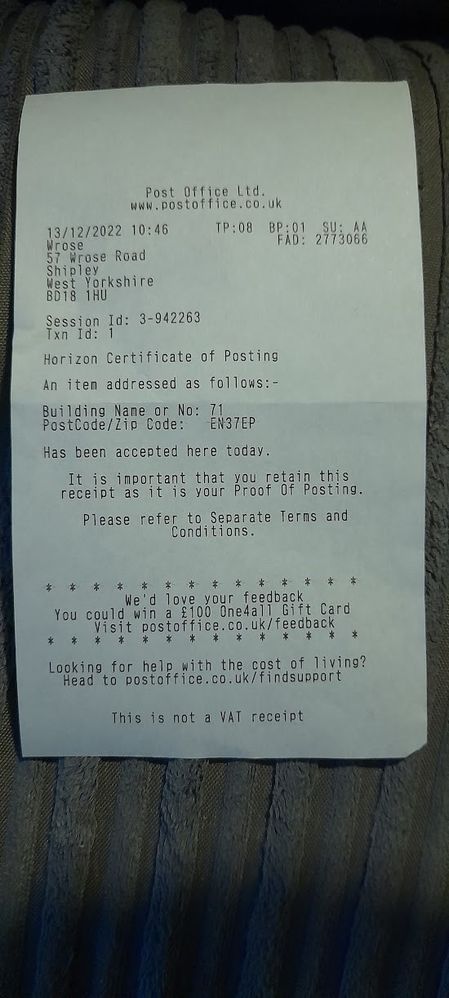 Post Office Ltd.
www.postoffice.co.uk
13/12/2022 10:46 TP:08 BP:01 SU: AA
Wrose FAD: 2773066
57 Wrose Road
Shipley
West Yorkshire
BD18 1HU
Session Id: 3-942263
Txn Id: 1
Horizon Certificate of Posting
An item addressed as follows:-
Building Name or No: 71
PostCode/Zip Code: EN37EP
Has been accepted here today.
It is important that you retain this
receipt as it is your Proof Of Posting.
Please refer to Separate Terms and
Conditions.
* * * * * * * * * * * * * *
We'd love your feedback
You could win a £100 One4all Gift Card
Visit postoffice.co.uk/feedback
* * * * * * * * * * * * * *
Looking for help with the cost of living?
Head to postoffice.co.uk/findsupport
This is not a VAT receipt